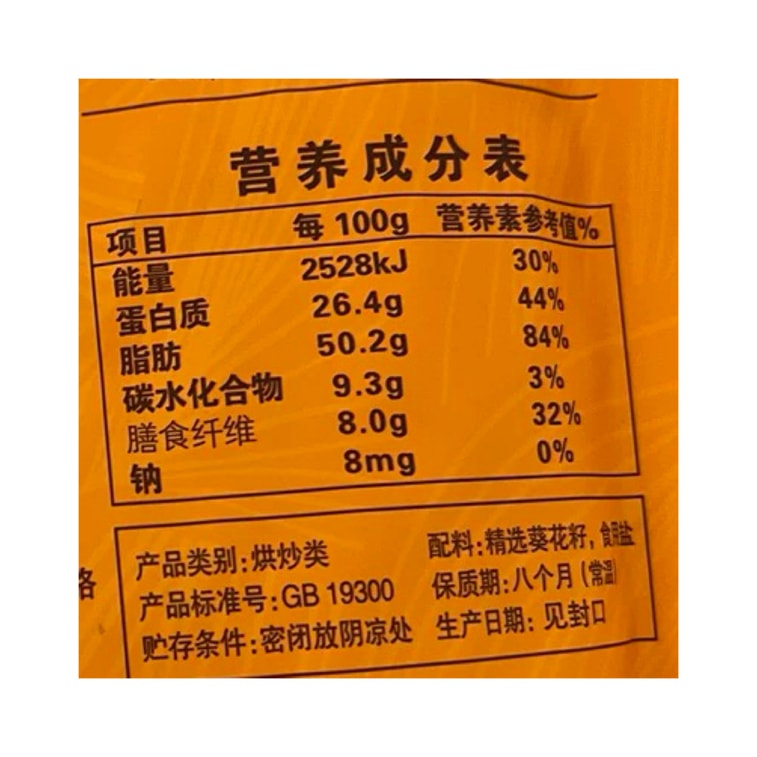 营养成分表
项目 每 100g 营养素参考值%
能量 2528kJ 30%
蛋白质 26.4g 44%
脂肪 50.2g 84%
碳水化合物 9.3g 3%
膳食纤维 8.0g 32%
钠 8mg 0%
产品类别:烘炒类 配料:精选葵花籽, 食用盐
产品标准号:GB 19300 保质期:八个月(常温)
贮存条件:密闭放阴凉处 生产日期: 见封口